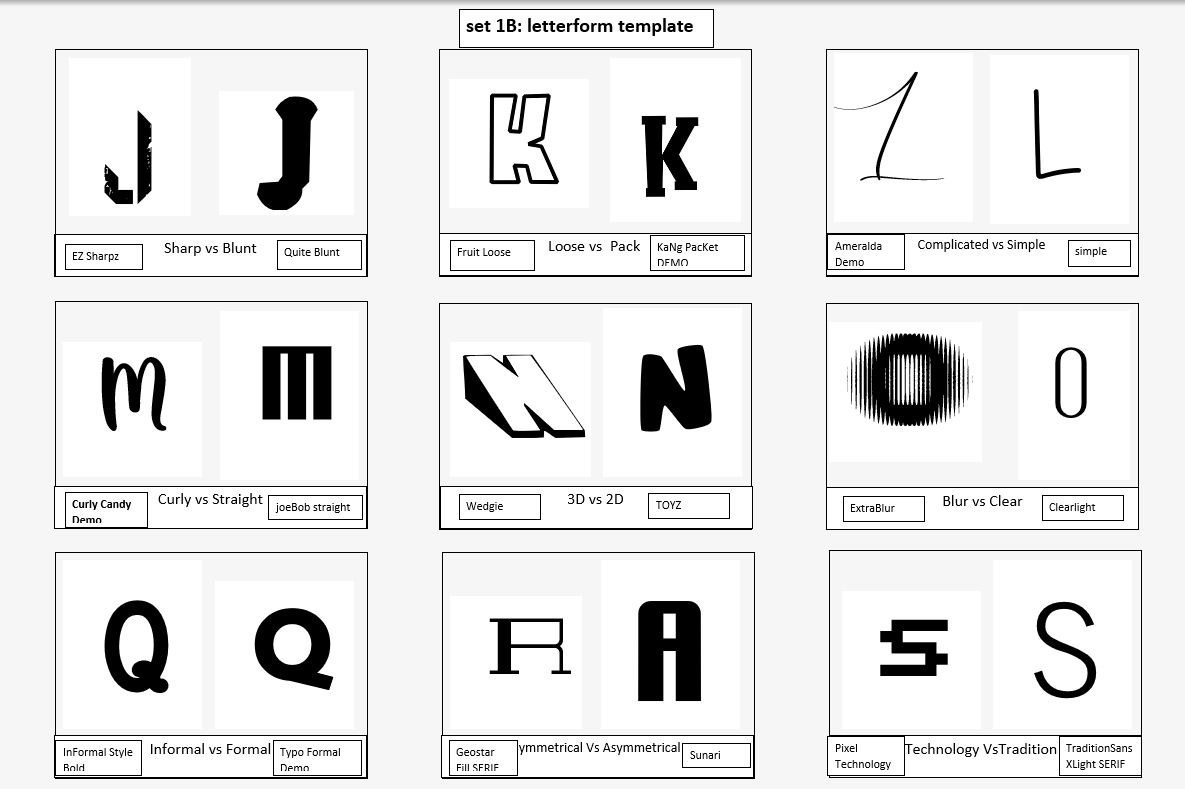 set 1B: letterform template
J J
EZ Sharpz
Sharp vs Blunt
Quite Blunt
K K
Fruit Loose
Loose vs Pack
KaNg PacKet
DEMO
L L
Ameralda
Demo
Complicated vs Simple
simple
m m
Curly Candy
Demo
Curly vs Straight
joeBob straight
N N
Wedgie
3D vs 2D
TOYZ
O O
ExtraBlur
Blur vs Clear
Clearlight
Q Q
InFormal Style
Bold
Informal vs Formal
Typo Formal
Demo
R A
Geostar
Fill SERIF
ymmetrical Vs Asymmetrical
Sunari
S S
Pixel
Technology
Technology VsTradition
TraditionSans
XLight SERIF